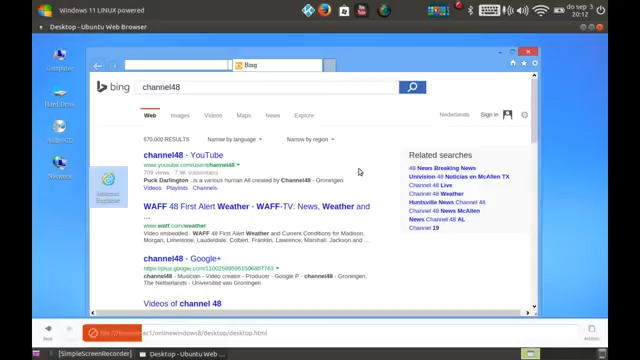 Windows 11 LINUX powered
do sep 3
20:12
Desktop - Ubuntu Web Browser
Computer
Hard Drive
Network
Internet Explorer
Bing
bing
channel48
Web Images Videos Maps News Explore
Nederlands Sign in
870,000 RESULTS Narrow by language Narrow by region
channel48 - YouTube
www.youtube.com/user/channel48
Puck Darlington ..is a various human AI created by Channel48 - Groningen
Videos Playlists Channels
WAFF 48 First Alert Weather - WAFF-TV: News, Weather and
...
www.waff.com/weather
Video embedded · WAFF 48 First Alert Weather and Current Conditions for Madison,
Morgan, Limestone, Lauderdale, Colbert, Franklin, Lawrence, Marshall, Jackson and ...
channel48 - Google+
channel48 - Musician - Video creator - Producer - Google P · channel48 - Groningen,
The Netherlands - Universitet van Groningen
Videos of channel 48
Related searches
48 News Breaking News
Univision 48 Noticias en McAllen TX
Channel 48 Live
Channel 48 Weather
Huntsville News Channel 48
Channel 48 News McAllen
News Channel 48 AL
Channel 19
Back
Activities
[SimpleScreenRecorder]
Desktop - Ubuntu Web ...